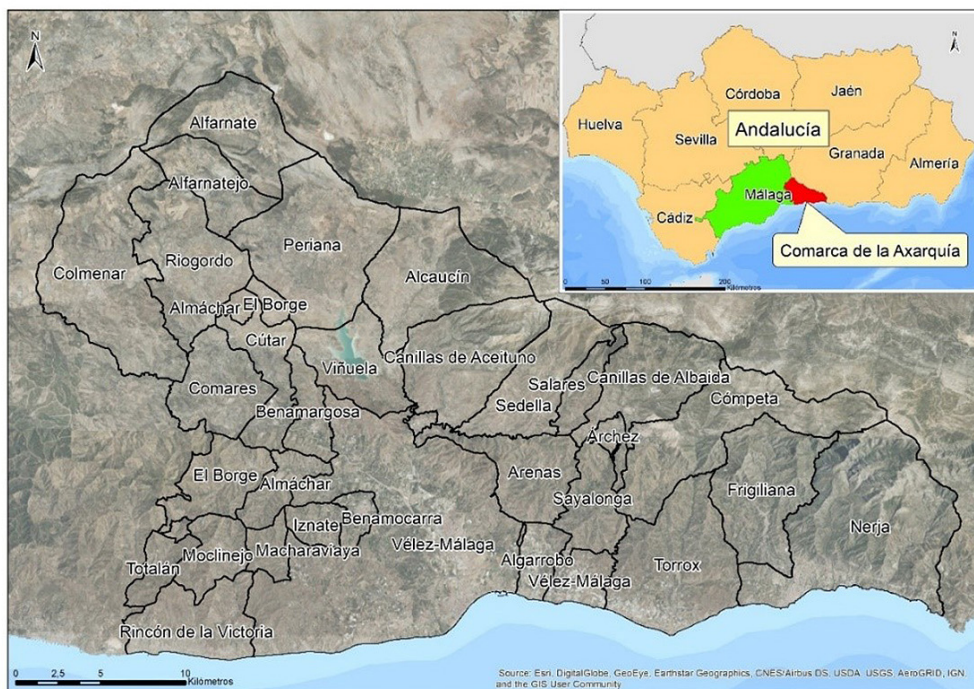 N
Alfarnate
Alfarnatejo
Colmenar
Riogordo
Periana
Alcaucín
Almáchar
El Borge
Cútar
Viñuela
Canillas de Aceituno
Comares
Salares
Canillas de Albaida
Sedella
Cómpeta
Benamargosa
Árchez
El Borge
Almáchar
Arenas
Sayalonga
Frigiliana
Nerja
Iznate
Benamocarra
Moclinejo
Macharaviaya
Vélez-Málaga
Algarrobo
Totalán
Vélez-Málaga
Torrox
Rincón de la Victoria
0 2,5 5 10
Kilómetros
Source: Esri, DigitalGlobe, GeoEye, Earthstar Geographics, CNES/Airbus DS, USDA, USGS, AeroGRID, IGN,
and the GIS User Community
N
Córdoba
Jaén
Huelva
Sevilla
Andalucía
Granada
Almería
Málaga
Cádiz
Comarca de la Axarquía
0 50 100 200
Kilómetros